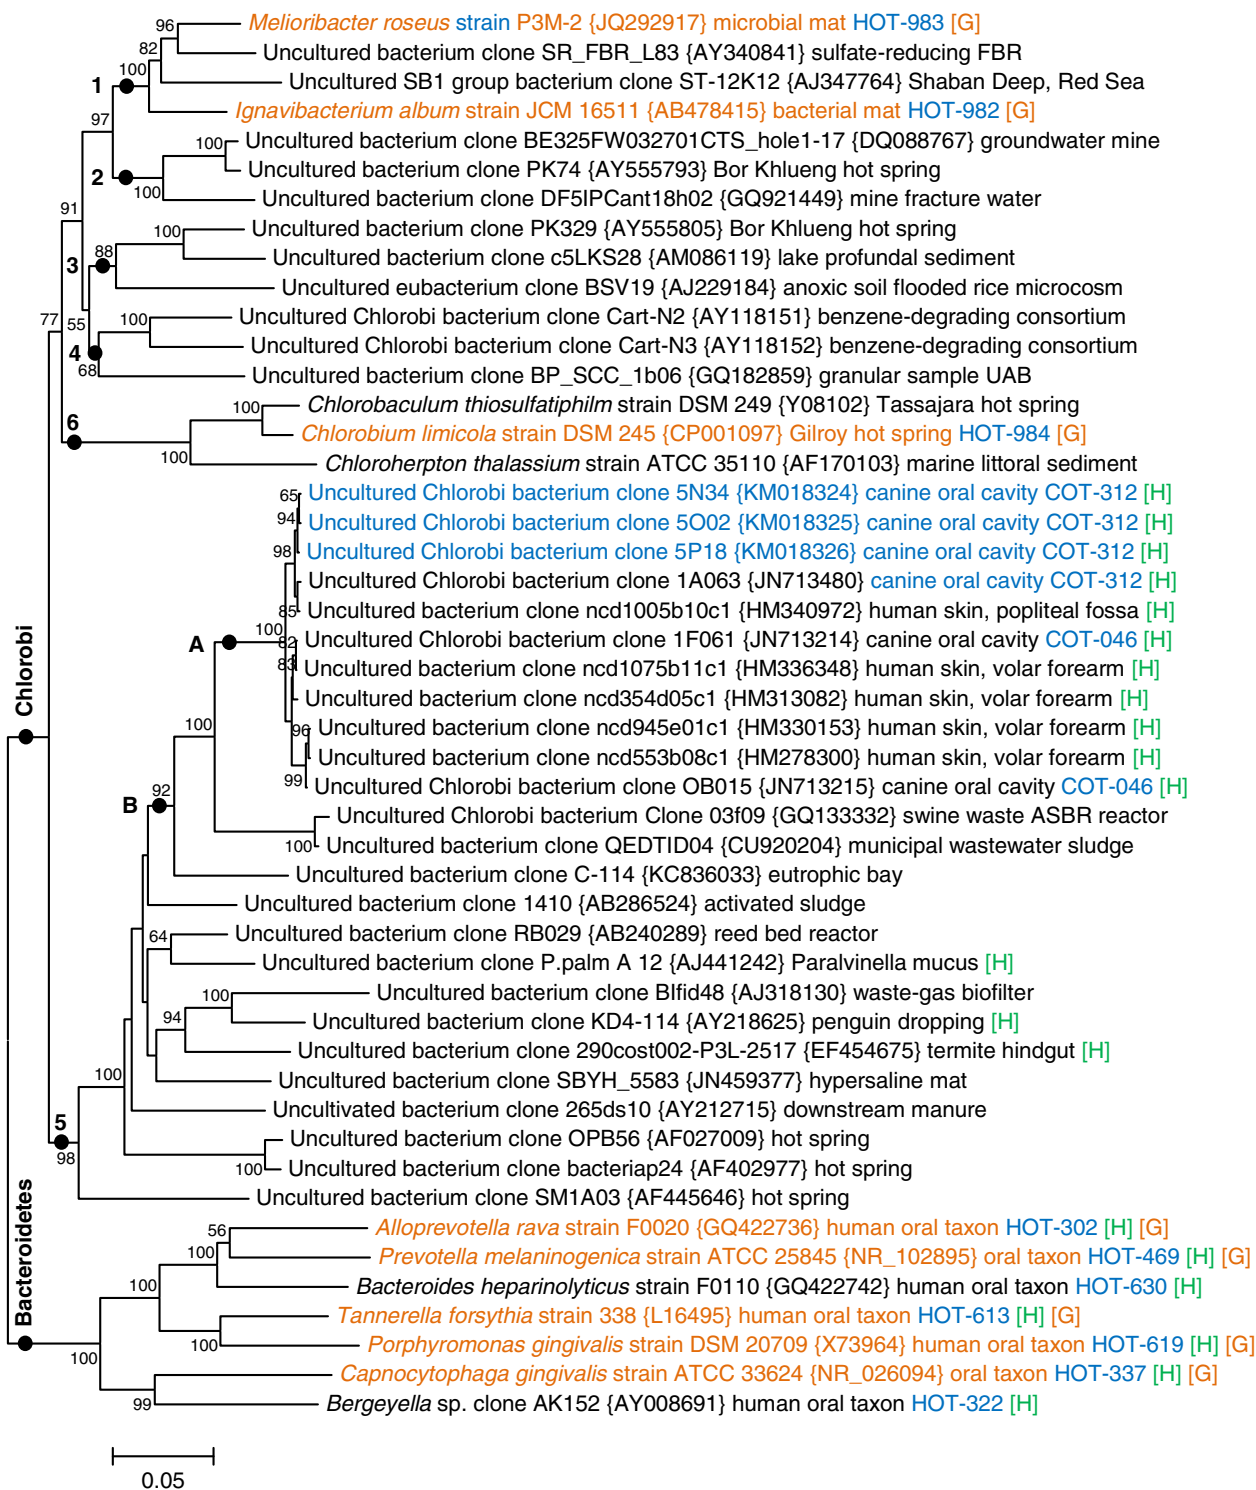 96 Melioribacter roseus strain P3M-2 {JQ292917} microbial mat HOT-983 [G]
82 Uncultured bacterium clone SR_FBR_L83 {AY340841} sulfate-reducing FBR
100 Uncultured SB1 group bacterium clone ST-12K12 {AJ347764} Shaban Deep, Red Sea
1
Ignavibacterium album strain JCM 16511 {AB478415} bacterial mat HOT-982 [G]
97
100 Uncultured bacterium clone BE325FW032701CTS_hole1-17 {DQ088767} groundwater mine
Uncultured bacterium clone PK74 {AY555793} Bor Khlueng hot spring
2
100 Uncultured bacterium clone DF5IPCant18h02 {GQ921449} mine fracture water
91
100 Uncultured bacterium clone PK329 {AY555805} Bor Khlueng hot spring
88 Uncultured bacterium clone c5LKS28 {AM086119} lake profundal sediment
3
Uncultured eubacterium clone BSV19 {AJ229184} anoxic soil flooded rice microcosm
77 55 100 Uncultured Chlorobi bacterium clone Cart-N2 {AY118151} benzene-degrading consortium
4 Uncultured Chlorobi bacterium clone Cart-N3 {AY118152} benzene-degrading consortium
68 Uncultured bacterium clone BP_SCC_1b06 {GQ182859} granular sample UAB
100 Chlorobaculum thiosulfatiphilm strain DSM 249 {Y08102} Tassajara hot spring
6 Chlorobium limicola strain DSM 245 {CP001097} Gilroy hot spring HOT-984 [G]
100 Chloroherpton thalassium strain ATCC 35110 {AF170103} marine littoral sediment
65 Uncultured Chlorobi bacterium clone 5N34 {KM018324} canine oral cavity COT-312 [H]
94 Uncultured Chlorobi bacterium clone 5O02 {KM018325} canine oral cavity COT-312 [H]
98 Uncultured Chlorobi bacterium clone 5P18 {KM018326} canine oral cavity COT-312 [H]
Uncultured Chlorobi bacterium clone 1A063 {JN713480} canine oral cavity COT-312 [H]
85 Uncultured bacterium clone ncd1005b10c1 {HM340972} human skin, popliteal fossa [H]
A 100 82 Uncultured Chlorobi bacterium clone 1F061 {JN713214} canine oral cavity COT-046 [H]
83 Uncultured bacterium clone ncd1075b11c1 {HM336348} human skin, volar forearm [H]
Uncultured bacterium clone ncd354d05c1 {HM313082} human skin, volar forearm [H]
Chlorobi
100 96 Uncultured bacterium clone ncd945e01c1 {HM330153} human skin, volar forearm [H]
Uncultured bacterium clone ncd553b08c1 {HM278300} human skin, volar forearm [H]
99 Uncultured Chlorobi bacterium clone OB015 {JN713215} canine oral cavity COT-046 [H]
B 92
Uncultured Chlorobi bacterium Clone 03f09 {GQ133332} swine waste ASBR reactor
100 Uncultured bacterium clone QEDTID04 {CU920204} municipal wastewater sludge
Uncultured bacterium clone C-114 {KC836033} eutrophic bay
Uncultured bacterium clone 1410 {AB286524} activated sludge
64 Uncultured bacterium clone RB029 {AB240289} reed bed reactor
Uncultured bacterium clone P.palm A 12 {AJ441242} Paralvinella mucus [H]
100 Uncultured bacterium clone BIfid48 {AJ318130} waste-gas biofilter
94 Uncultured bacterium clone KD4-114 {AY218625} penguin dropping [H]
Uncultured bacterium clone 290cost002-P3L-2517 {EF454675} termite hindgut [H]
100 Uncultured bacterium clone SBYH_5583 {JN459377} hypersaline mat
Uncultivated bacterium clone 265ds10 {AY212715} downstream manure
5 Uncultured bacterium clone OPB56 {AF027009} hot spring
98 100 Uncultured bacterium clone bacteriap24 {AF402977} hot spring
Uncultured bacterium clone SM1A03 {AF445646} hot spring
Bacteroidetes
56 Alloprevotella rava strain F0020 {GQ422736} human oral taxon HOT-302 [H] [G]
100 Prevotella melaninogenica strain ATCC 25845 {NR_102895} oral taxon HOT-469 [H] [G]
100 Bacteroides heparinolyticus strain F0110 {GQ422742} human oral taxon HOT-630 [H]
Tannerella forsythia strain 338 {L16495} human oral taxon HOT-613 [H] [G]
100 100 Porphyromonas gingivalis strain DSM 20709 {X73964} human oral taxon HOT-619 [H] [G]
Capnocytophaga gingivalis strain ATCC 33624 {NR_026094} oral taxon HOT-337 [H] [G]
99 Bergeyella sp. clone AK152 {AY008691} human oral taxon HOT-322 [H]
0.05